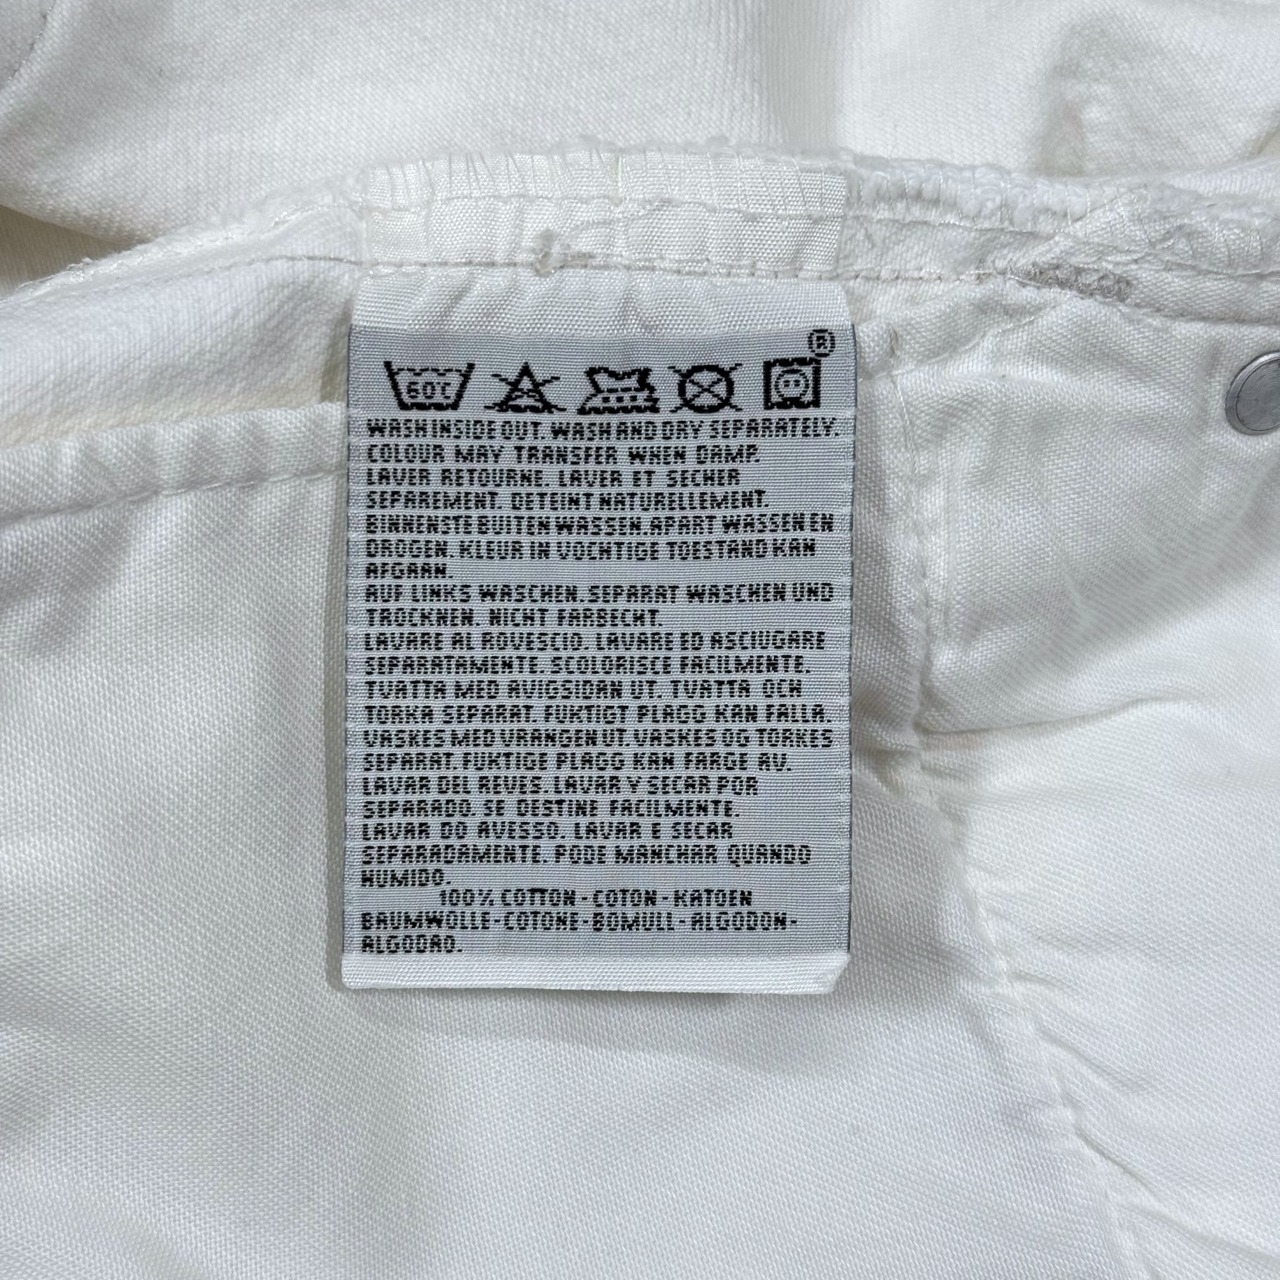 ®
60℃
WASH INSIDE OUT. WASH AND DRY SEPARATELY.
COLOUR MAY TRANSFER WHEN DAMP.
LAVER RETOURNE. LAVER ET SECHER
SEPAREMENT. DETEINT NATURELLEMENT.
BINNENSTE BUITEN WASSEN. APART WASSEN EN
DROGEN. KLEUR IN VOCHTIGE TOESTAND KAN
AFGAAN.
AUF LINKS WASCHEN. SEPARAT WASCHEN UND
TROCKNEN. NICHT FARBECHT.
LAVARE AL ROVESCIO. LAVARE ED ASCIUGARE
SEPARATAMENTE. SCOLORISCE FACILMENTE.
TVATTA MED AVIGSIDAN UT. TVATTA OCH
TORKA SEPARAT. FUKTIGT PLAGG KAN FALLA.
VASKES MED VRANGEN UT. VASKES OG TORKES
SEPARAT. FUKTIGE PLAGG KAN FARGE AV.
LAVAR DEL REVES. LAVAR Y SECAR POR
SEPARADO. SE DESTINE FACILMENTE.
LAVAR DO AVESSO. LAVAR E SECAR
SEPARADAMENTE. PODE MANCHAR QUANDO
HUMIDO.
100% COTTON - COTON - KATOEN
BAUMWOLLE - COTONE - BOMULL - ALGODON -
ALGODAO.